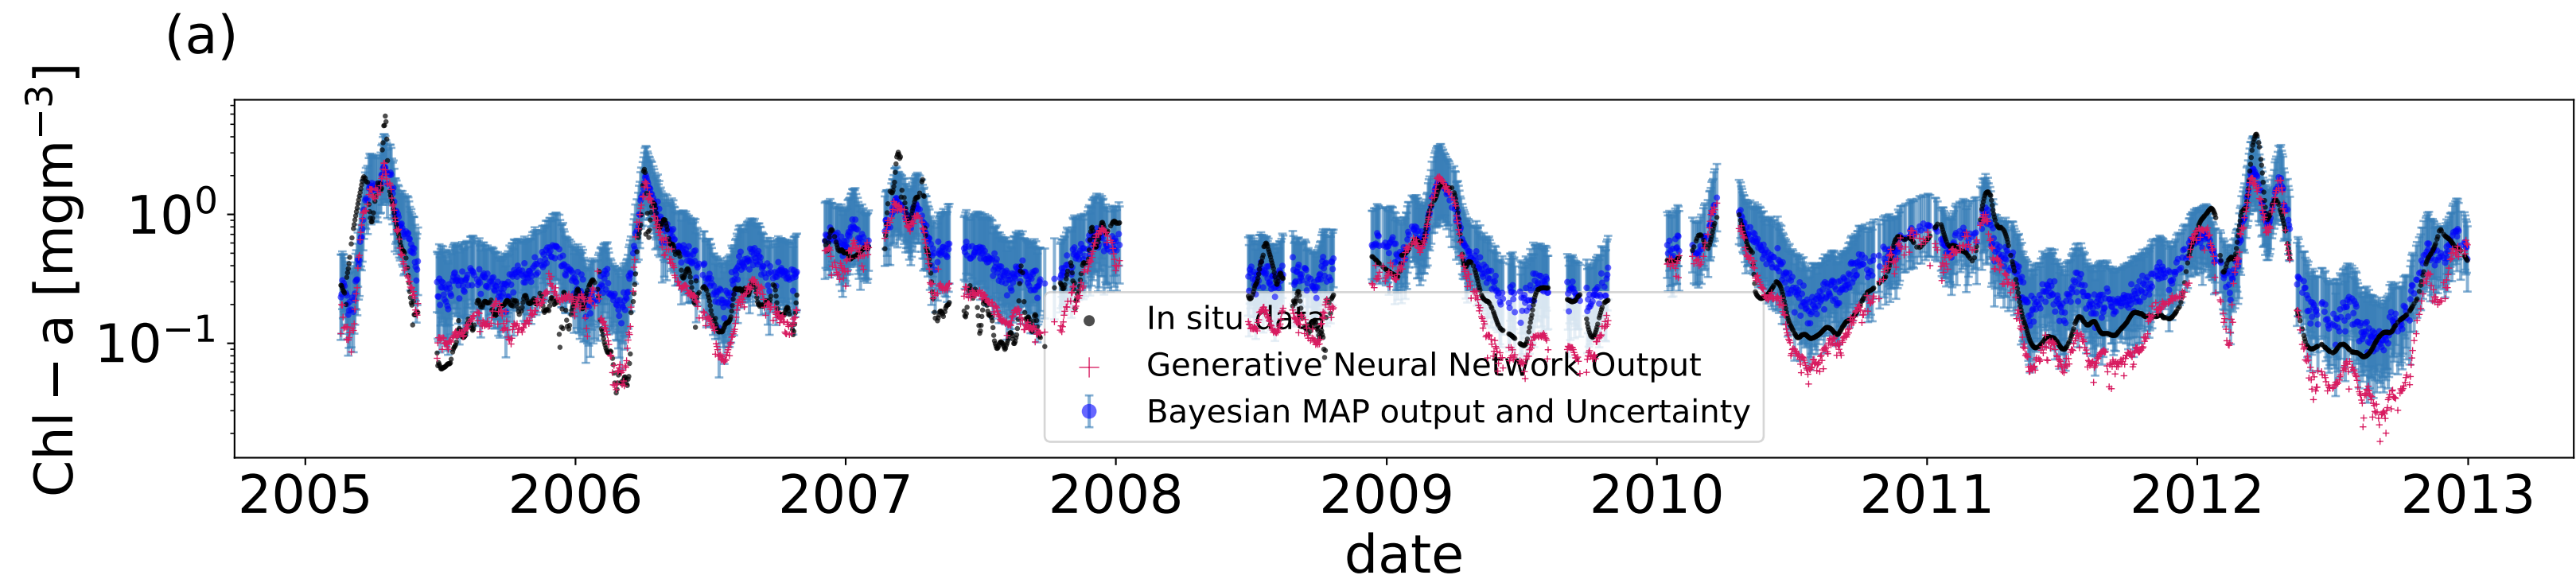 (a)
Chl − a [mgm⁻³]
10⁰
10⁻¹
In situ data
Generative Neural Network Output
Bayesian MAP output and Uncertainty
2005 2006 2007 2008 2009 2010 2011 2012 2013
date